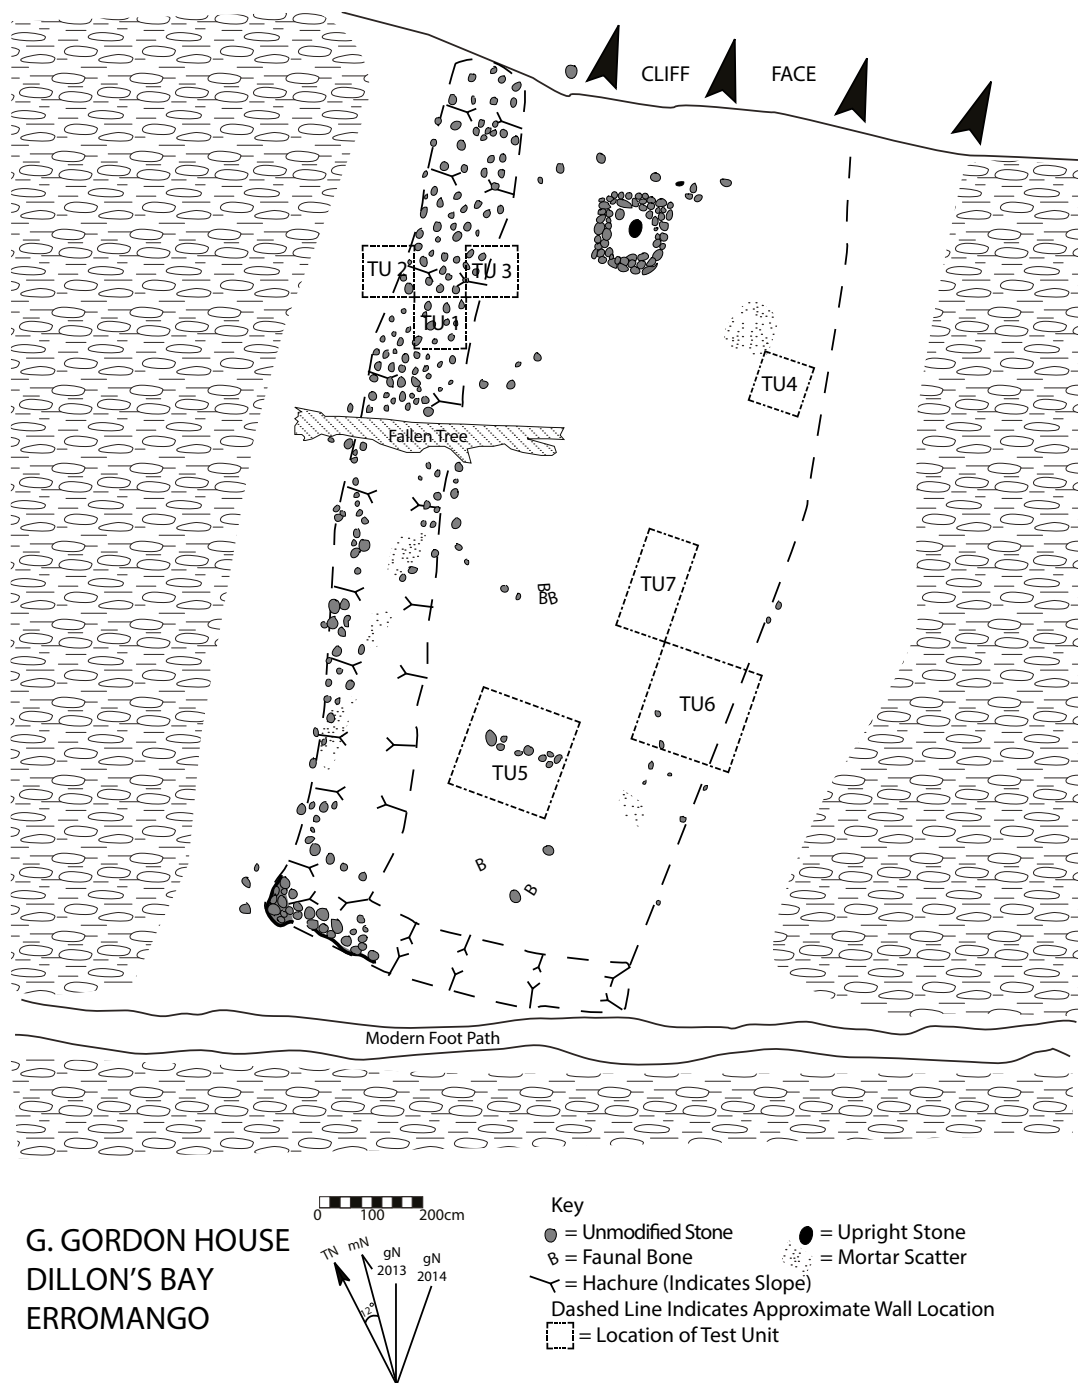 CLIFF FACE
TU 2
TU 3
TU 1
TU4
Fallen Tree
TU7
B
BB
TU6
TU5
B
B
Modern Foot Path
0 100 200cm
G. GORDON HOUSE
DILLON'S BAY
ERROMANGO
TN
mN
gN
2013
gN
2014
12°
Key
= Unmodified Stone
= Upright Stone
B = Faunal Bone
= Mortar Scatter
= Hachure (Indicates Slope)
Dashed Line Indicates Approximate Wall Location
= Location of Test Unit